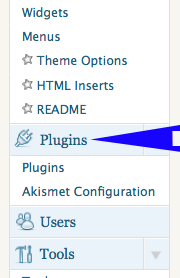 Widgets
Menus
Theme Options
HTML Inserts
README
Plugins
Plugins
Akismet Configuration
Users
Tools